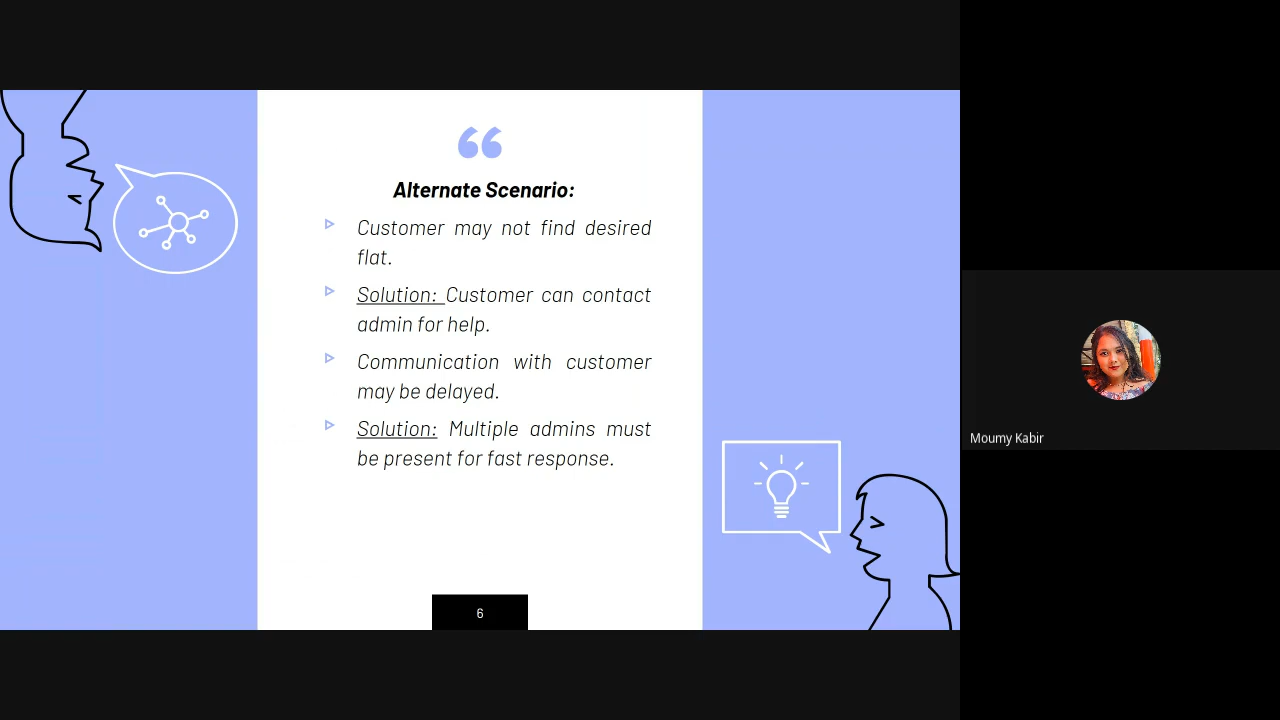 “
Alternate Scenario:
Customer may not find desired
flat.
Solution: Customer can contact
admin for help.
Communication with customer
may be delayed.
Solution: Multiple admins must
be present for fast response.
6
Moumy Kabir